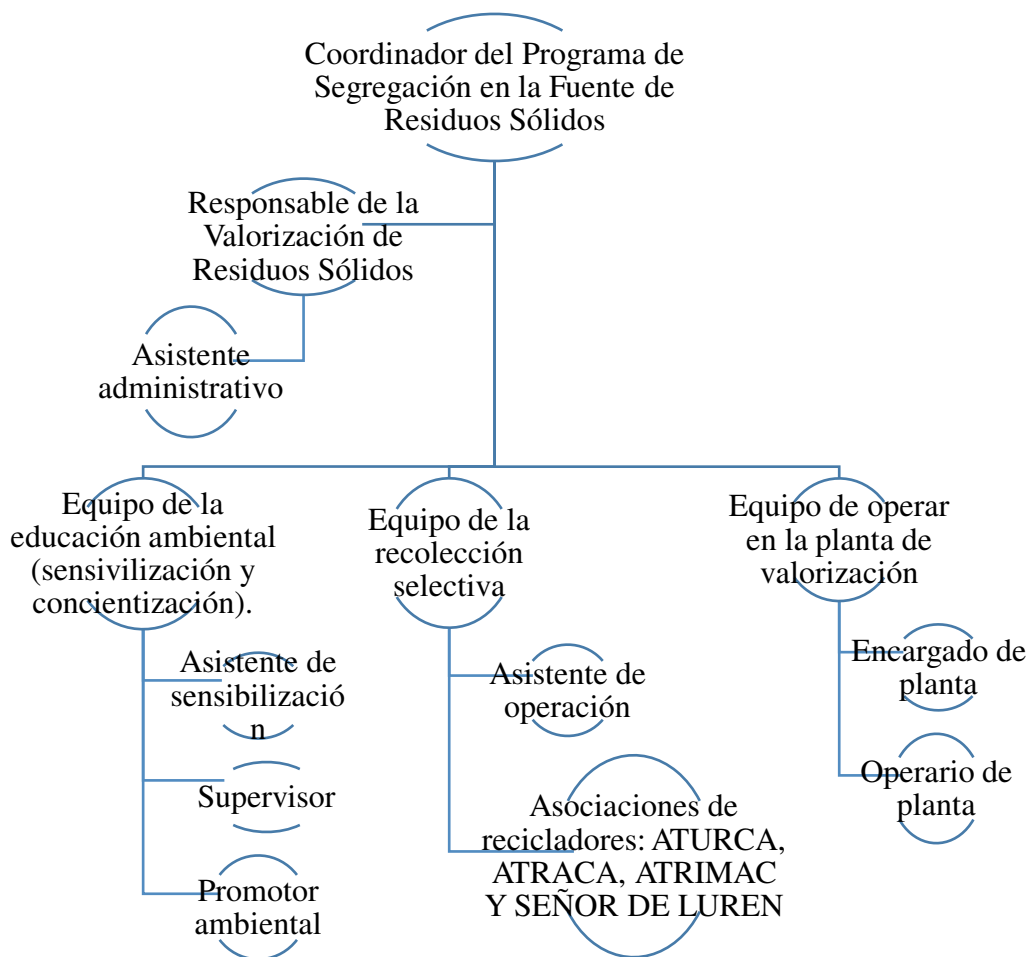 Coordinador del Programa de
Segregación en la Fuente de
Residuos Sólidos
Responsable de la
Valorización de
Residuos Sólidos
Asistente
administrativo
Equipo de la
educación ambiental
(sensivilización y
concientización).
Asistente de
sensibilizació
n
Supervisor
Promotor
ambiental
Equipo de la
recolección
selectiva
Asistente de
operación
Asociaciones de
recicladores: ATURCA,
ATRACA, ATRIMAC
Y SEÑOR DE LUREN
Equipo de operar
en la planta de
valorización
Encargado de
planta
Operario de
planta